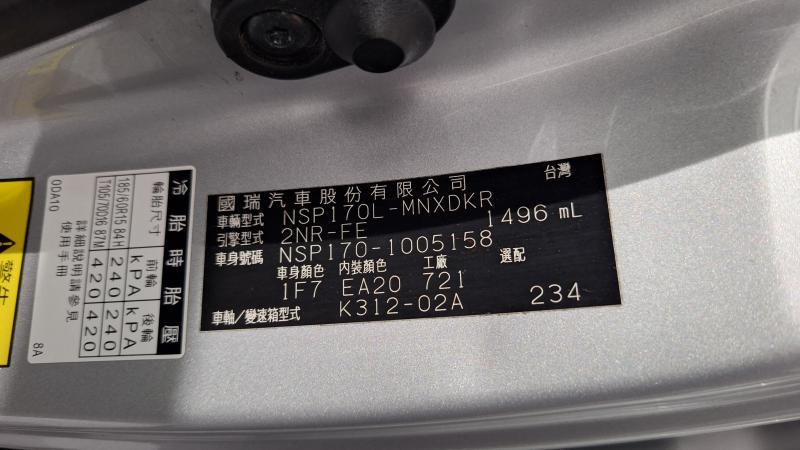 國瑞汽車股份有限公司 台灣
車輛型式 NSP170L-MNXDKR
引擎型式 2NR-FE 1496 mL
車身號碼 NSP170-1005158
車身顏色 內裝顏色 工廠 選配
1F7 EA20 721
車軸/變速箱型式 K312-02A 234
冷胎時胎壓
輪胎尺寸 前輪 後輪
kPA kPA
185/60R15 84H 240 240
T105/70D16 87M 420 420
詳細說明請參見
使用手冊
0DA10 8A